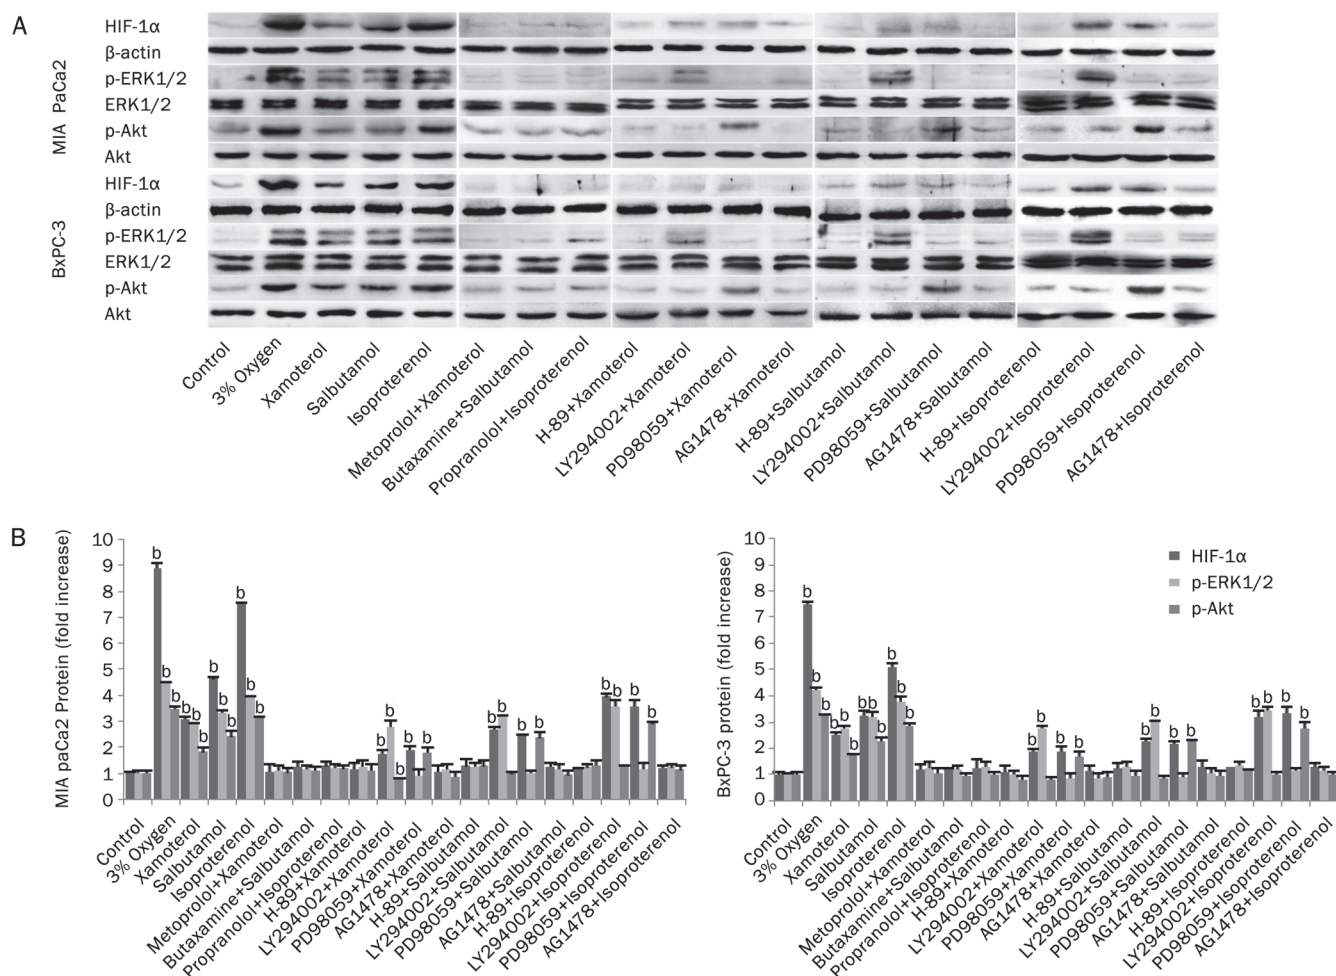 A
MIA PaCa2
HIF-1α
β-actin
p-ERK1/2
ERK1/2
p-Akt
Akt
BxPC-3
HIF-1α
β-actin
p-ERK1/2
ERK1/2
p-Akt
Akt
Control
3% Oxygen
Xamoterol
Salbutamol
Isoproterenol
Metoprolol+Xamoterol
Butaxamine+Salbutamol
Propranolol+Isoproterenol
H-89+Xamoterol
LY294002+Xamoterol
PD98059+Xamoterol
AG1478+Xamoterol
H-89+Salbutamol
LY294002+Salbutamol
PD98059+Salbutamol
AG1478+Salbutamol
H-89+Isoproterenol
LY294002+Isoproterenol
PD98059+Isoproterenol
AG1478+Isoproterenol
B
MIA paCa2 Protein (fold increase)
10
9
8
7
6
5
4
3
2
1
0
b b b b b b b b b b b b b b b b b b b b b b b b b b b
Control
3% Oxygen
Xamoterol
Salbutamol
Isoproterenol
Metoprolol+Xamoterol
Butaxamine+Salbutamol
Propranolol+Isoproterenol
H-89+Xamoterol
LY294002+Xamoterol
PD98059+Xamoterol
AG1478+Xamoterol
H-89+Salbutamol
LY294002+Salbutamol
PD98059+Salbutamol
AG1478+Salbutamol
H-89+Isoproterenol
LY294002+Isoproterenol
PD98059+Isoproterenol
AG1478+Isoproterenol
BxPC-3 protein (fold increase)
10
9
8
7
6
5
4
3
2
1
0
b b b b b b b b b b b b b b b b b b b b b b b b
HIF-1α
p-ERK1/2
p-Akt
Control
3% Oxygen
Xamoterol
Salbutamol
Isoproterenol
Metoprolol+Xamoterol
Butaxamine+Salbutamol
Propranolol+Isoproterenol
H-89+Xamoterol
LY294002+Xamoterol
PD98059+Xamoterol
AG1478+Xamoterol
H-89+Salbutamol
LY294002+Salbutamol
PD98059+Salbutamol
AG1478+Salbutamol
H-89+Isoproterenol
LY294002+Isoproterenol
PD98059+Isoproterenol
AG1478+Isoproterenol